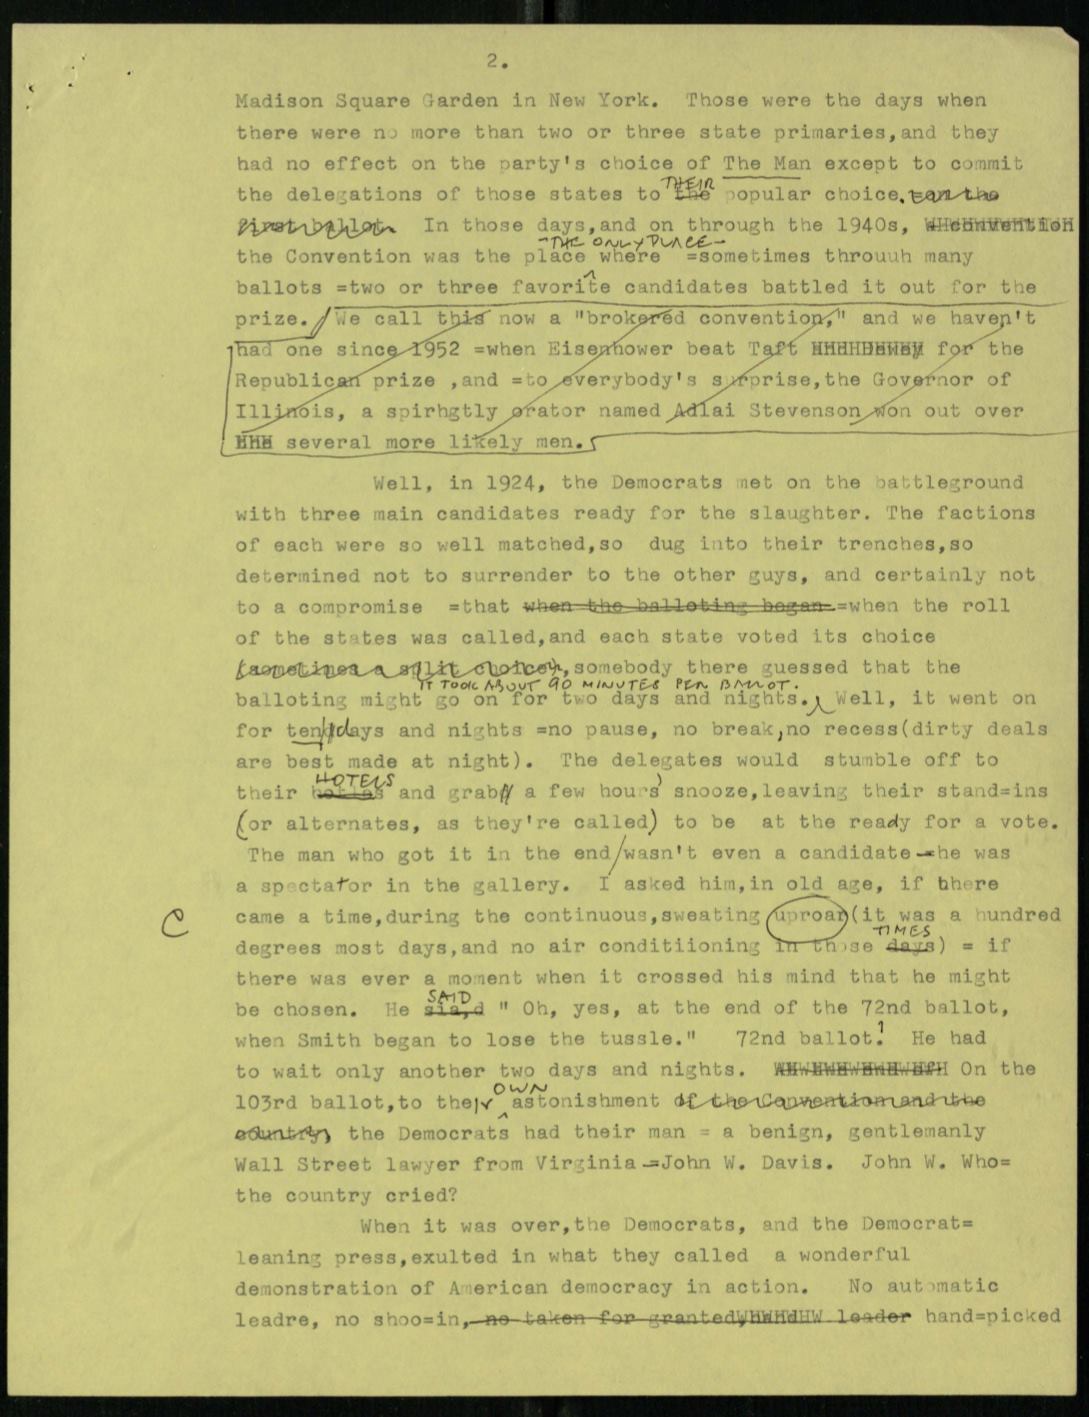 2.
Madison Square Garden in New York. Those were the days when
there were no more than two or three state primaries,and they
had no effect on the party's choice of The Man except to commit
THEIR
the delegations of those states to the popular choice. on the
first ballot. In those days,and on through the 1940s, convention
-THE ONLY PLACE-
the Convention was the place where =sometimes throuuh many
ballots =two or three favorite candidates battled it out for the
prize. We call this now a "brokered convention," and we haven't
had one since 1952 =when Eisenhower beat Taft HHHHDewey for the
Republican prize ,and =to everybody's surprise,the Governor of
Illinois, a spirhgtly orator named Adlai Stevenson won out over
HHH several more likely men.
Well, in 1924, the Democrats met on the battleground
with three main candidates ready for the slaughter. The factions
of each were so well matched,so dug into their trenches,so
determined not to surrender to the other guys, and certainly not
to a compromise =that when the balloting began =when the roll
of the states was called,and each state voted its choice
(sometimes a split choice), somebody there guessed that the
IT TOOK ABOUT 90 MINUTES PER BALLOT.
balloting might go on for two days and nights. Well, it went on
for ten days and nights =no pause, no break,no recess(dirty deals
are best made at night). The delegates would stumble off to
HOTELS
their and grab a few hours' snooze,leaving their stand=ins
(or alternates, as they're called) to be at the ready for a vote.
The man who got it in the end/wasn't even a candidate-he was
a spectator in the gallery. I asked him,in old age, if bhere
C came a time,during the continuous,sweating uproar(it was a hundred
TIMES
degrees most days,and no air conditiioning in those days) = if
there was ever a moment when it crossed his mind that he might
SAID
be chosen. He sia,d " Oh, yes, at the end of the 72nd ballot,
when Smith began to lose the tussle." 72nd ballot? He had
to wait only another two days and nights. On the
OWN
103rd ballot,to their astonishment of the Convention and the
country, the Democrats had their man = a benign, gentlemanly
Wall Street lawyer from Virginia =John W. Davis. John W. Who=
the country cried?
When it was over,the Democrats, and the Democrat=
leaning press,exulted in what they called a wonderful
demonstration of American democracy in action. No automatic
leadre, no shoo=in, no taken for granted, leader hand=picked